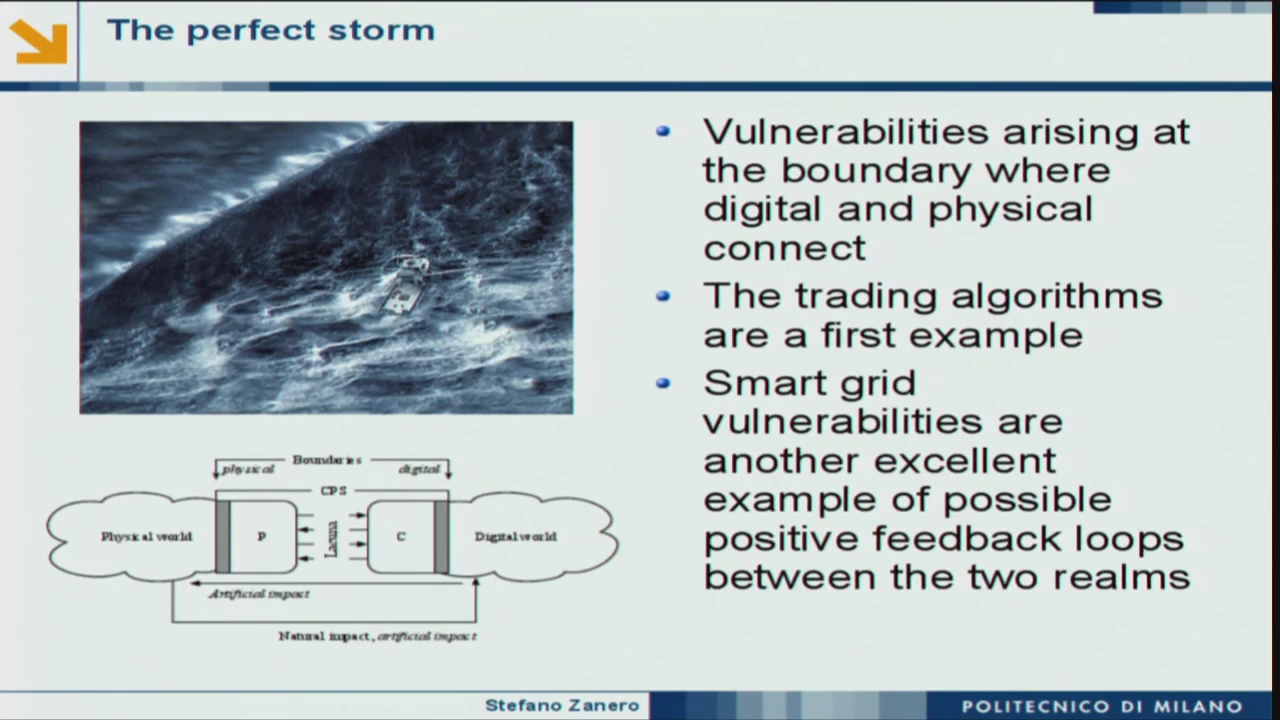 The perfect storm
Vulnerabilities arising at
the boundary where
digital and physical
connect
The trading algorithms
are a first example
Smart grid
vulnerabilities are
another excellent
example of possible
positive feedback loops
between the two realms
Boundaries
physical
digital
CPS
Physical world
P
Lacuna
C
Digital world
Artificial impact
Natural impact, artificial impact
Stefano Zanero
POLITECNICO DI MILANO